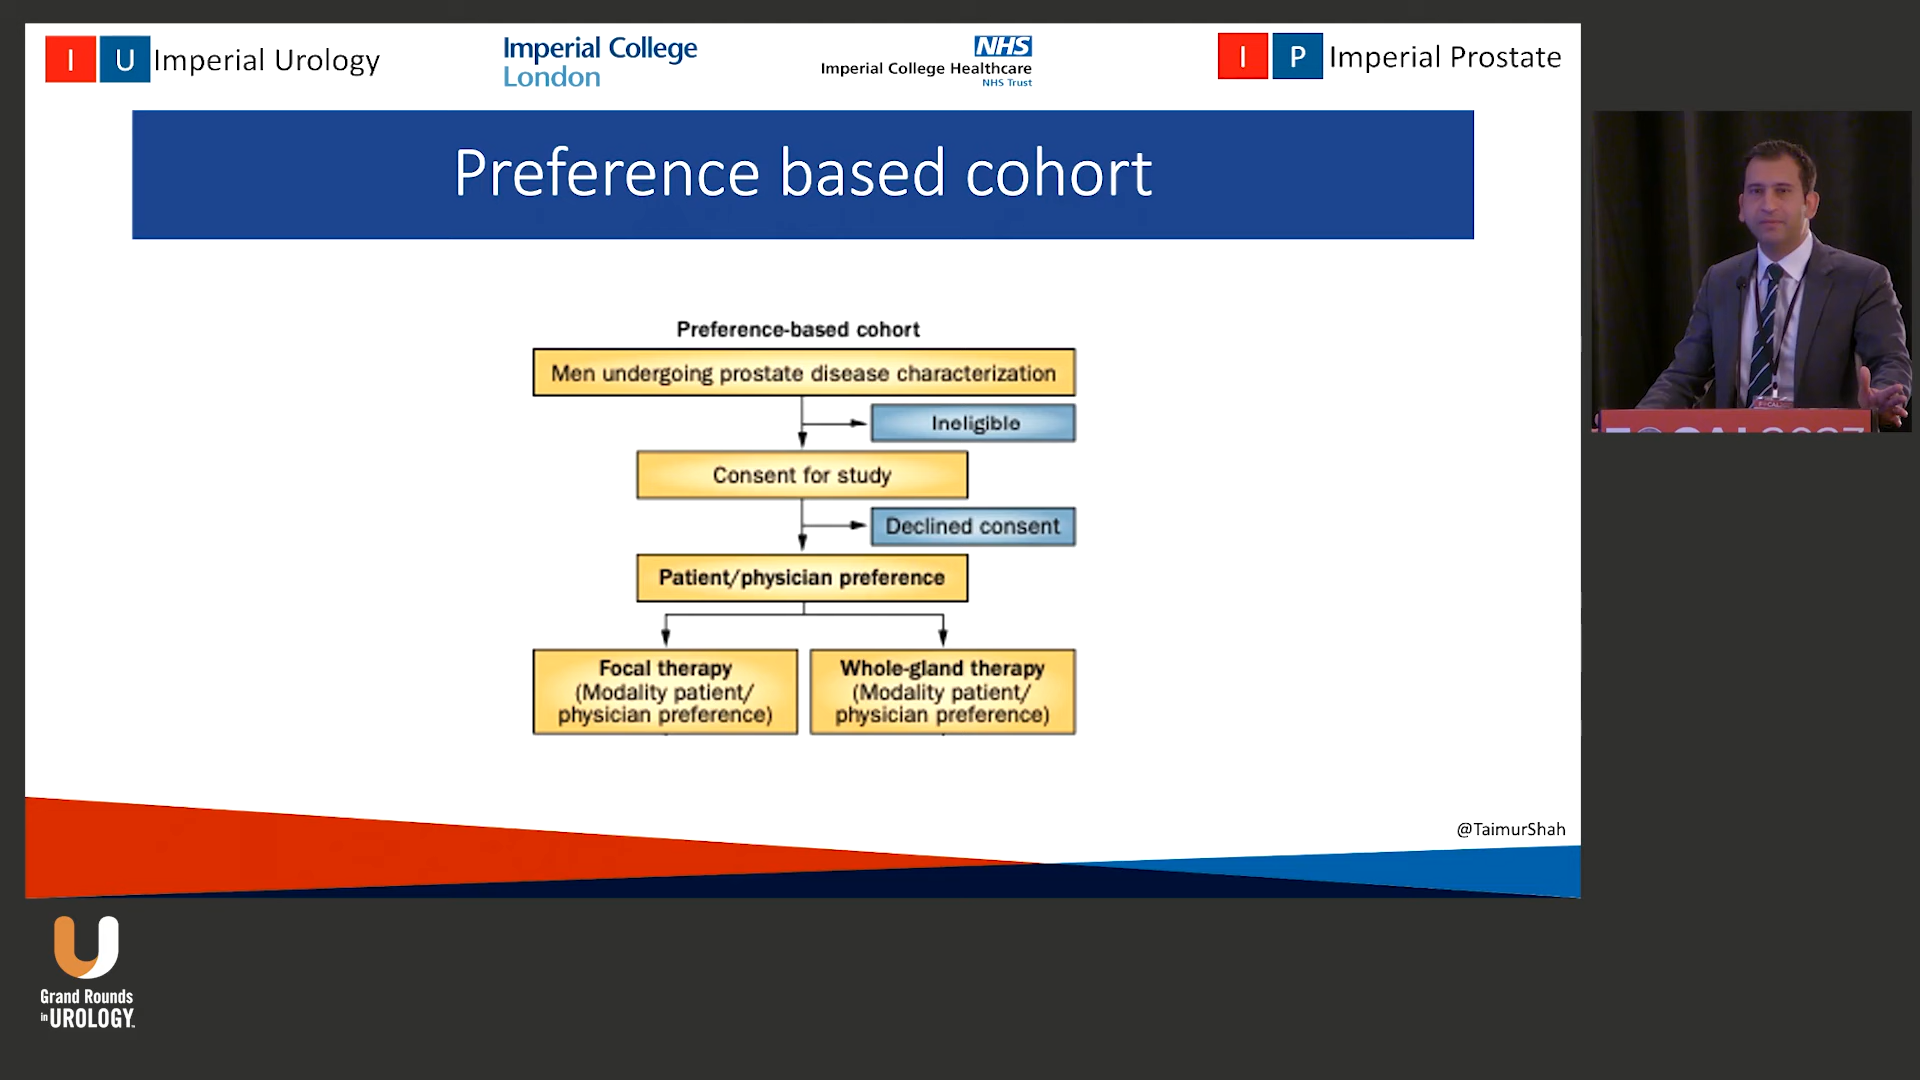 I U Imperial Urology
Imperial College
London
NHS
Imperial College Healthcare
NHS Trust
I P Imperial Prostate
Preference based cohort
Preference-based cohort
Men undergoing prostate disease characterization
Ineligible
Consent for study
Declined consent
Patient/physician preference
Focal therapy
(Modality patient/
physician preference)
Whole-gland therapy
(Modality patient/
physician preference)
@TaimurShah
U
Grand Rounds
in UROLOGY